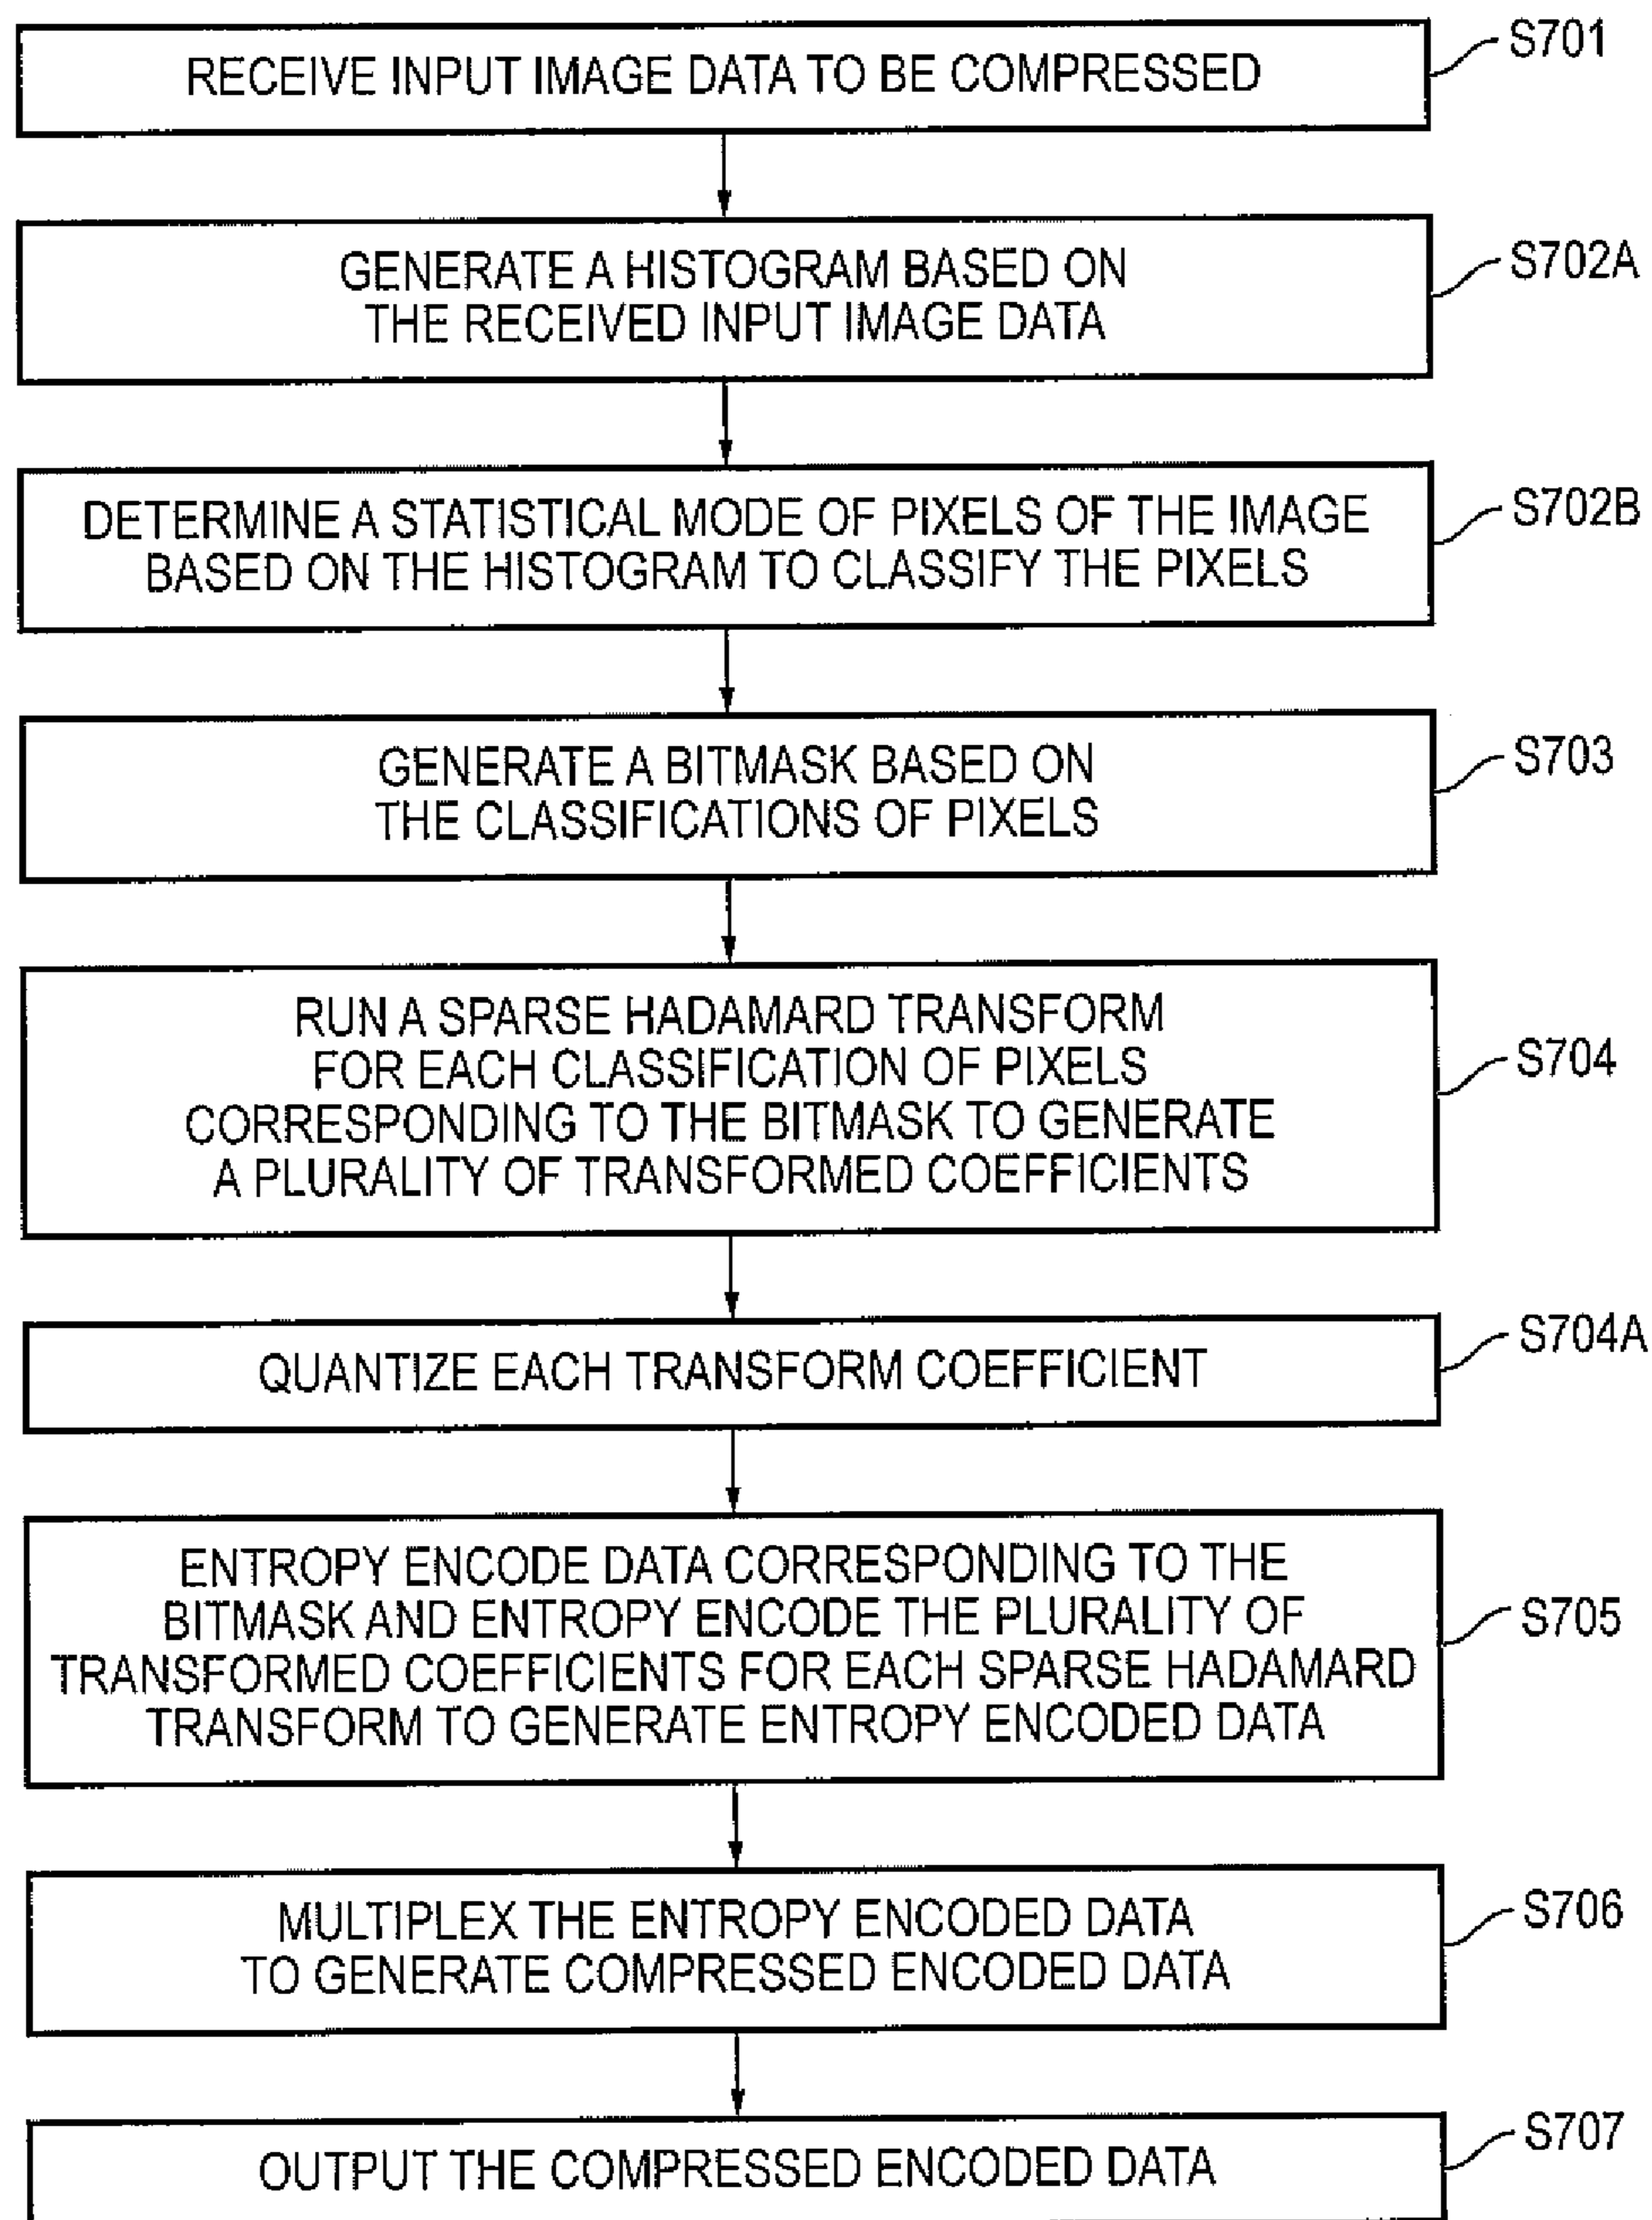 RECEIVE INPUT IMAGE DATA TO BE COMPRESSED
S701
GENERATE A HISTOGRAM BASED ON
THE RECEIVED INPUT IMAGE DATA
S702A
DETERMINE A STATISTICAL MODE OF PIXELS OF THE IMAGE
BASED ON THE HISTOGRAM TO CLASSIFY THE PIXELS
S702B
GENERATE A BITMASK BASED ON
THE CLASSIFICATIONS OF PIXELS
S703
RUN A SPARSE HADAMARD TRANSFORM
FOR EACH CLASSIFICATION OF PIXELS
CORRESPONDING TO THE BITMASK TO GENERATE
A PLURALITY OF TRANSFORMED COEFFICIENTS
S704
QUANTIZE EACH TRANSFORM COEFFICIENT
S704A
ENTROPY ENCODE DATA CORRESPONDING TO THE
BITMASK AND ENTROPY ENCODE THE PLURALITY OF
TRANSFORMED COEFFICIENTS FOR EACH SPARSE HADAMARD
TRANSFORM TO GENERATE ENTROPY ENCODED DATA
S705
MULTIPLEX THE ENTROPY ENCODED DATA
TO GENERATE COMPRESSED ENCODED DATA
S706
OUTPUT THE COMPRESSED ENCODED DATA
S707